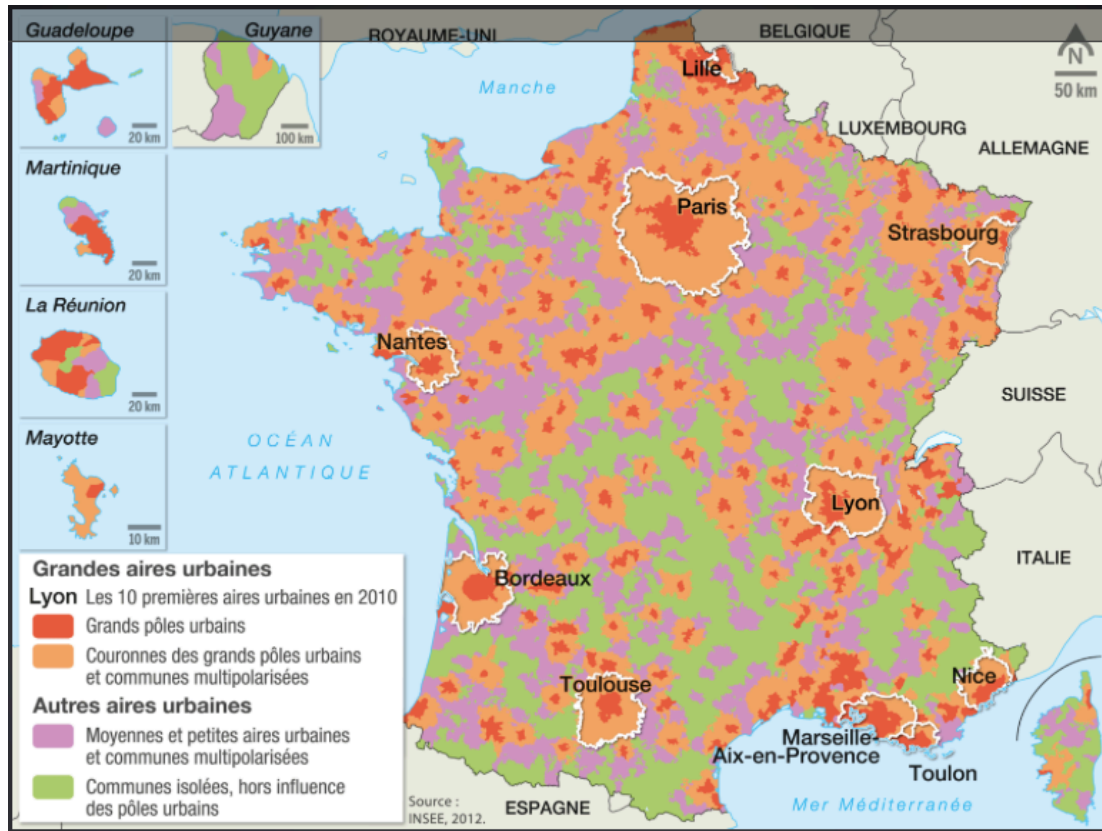 Guadeloupe
20 km
Guyane
100 km
ROYAUME-UNI
BELGIQUE
N
50 km
Manche
Lille
LUXEMBOURG
ALLEMAGNE
Martinique
20 km
Paris
Strasbourg
La Réunion
20 km
Nantes
SUISSE
Mayotte
10 km
OCÉAN
ATLANTIQUE
Lyon
ITALIE
Bordeaux
Toulouse
Nice
Marseille-
Aix-en-Provence
Toulon
ESPAGNE
Mer Méditerranée
Grandes aires urbaines
Lyon Les 10 premières aires urbaines en 2010
Grands pôles urbains
Couronnes des grands pôles urbains
et communes multipolarisées
Autres aires urbaines
Moyennes et petites aires urbaines
et communes multipolarisées
Communes isolées, hors influence
des pôles urbains
Source :
INSEE, 2012.